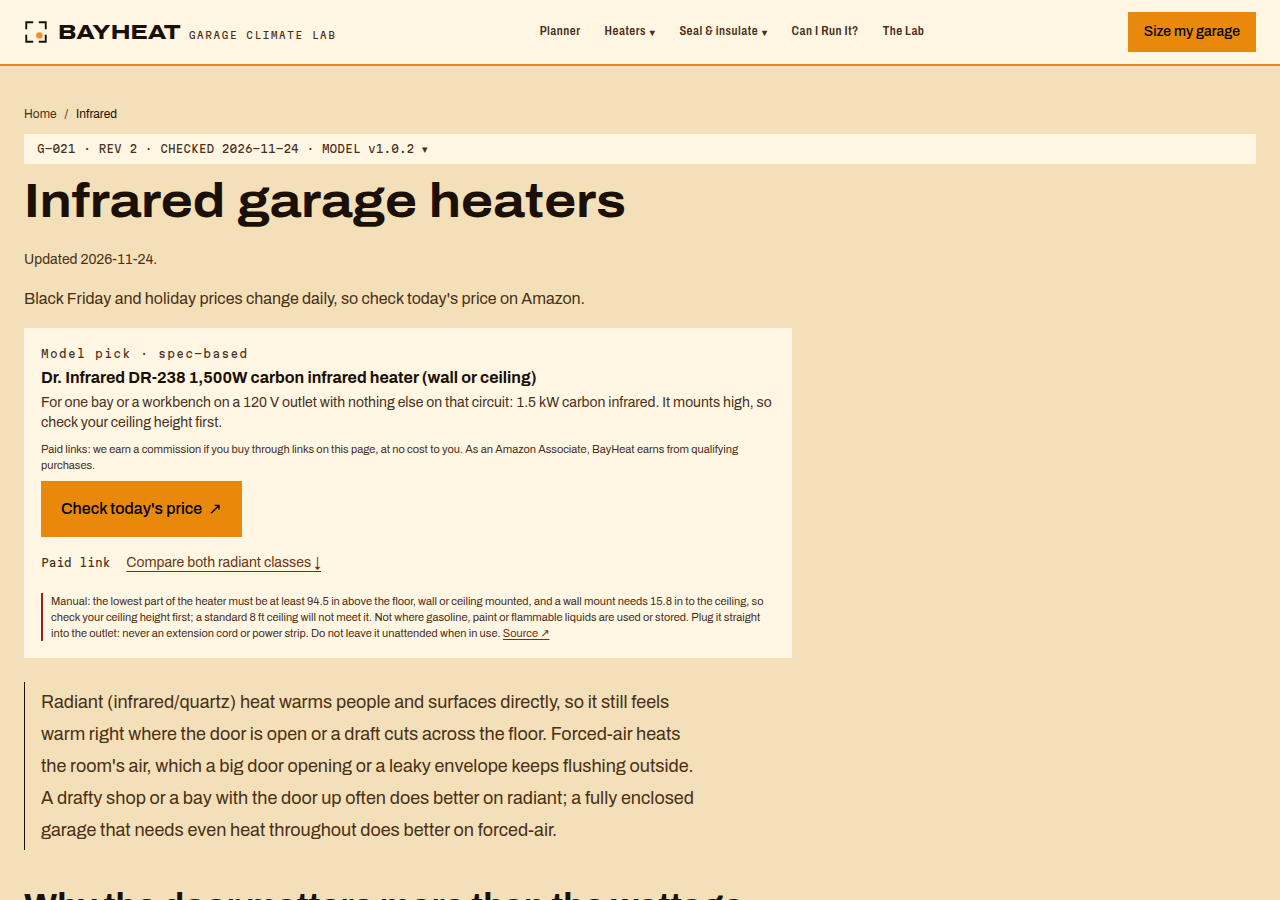 BAYHEAT GARAGE CLIMATE LAB
Planner Heaters ▾ Seal & insulate ▾ Can I Run It? The Lab
Size my garage
Home / Infrared
G-021 · REV 2 · CHECKED 2026-11-24 · MODEL v1.0.2 ▾
Infrared garage heaters
Updated 2026-11-24.
Black Friday and holiday prices change daily, so check today's price on Amazon.
Model pick · spec-based
Dr. Infrared DR-238 1,500W carbon infrared heater (wall or ceiling)
For one bay or a workbench on a 120 V outlet with nothing else on that circuit: 1.5 kW carbon infrared. It mounts high, so
check your ceiling height first.
Paid links: we earn a commission if you buy through links on this page, at no cost to you. As an Amazon Associate, BayHeat earns from qualifying
purchases.
Check today's price ↗
Paid link Compare both radiant classes ↓
Manual: the lowest part of the heater must be at least 94.5 in above the floor, wall or ceiling mounted, and a wall mount needs 15.8 in to the ceiling, so
check your ceiling height first; a standard 8 ft ceiling will not meet it. Not where gasoline, paint or flammable liquids are used or stored. Plug it straight
into the outlet: never an extension cord or power strip. Do not leave it unattended when in use. Source ↗
Radiant (infrared/quartz) heat warms people and surfaces directly, so it still feels
warm right where the door is open or a draft cuts across the floor. Forced-air heats
the room's air, which a big door opening or a leaky envelope keeps flushing outside.
A drafty shop or a bay with the door up often does better on radiant; a fully enclosed
garage that needs even heat throughout does better on forced-air.
Why the door matters more than the wattage